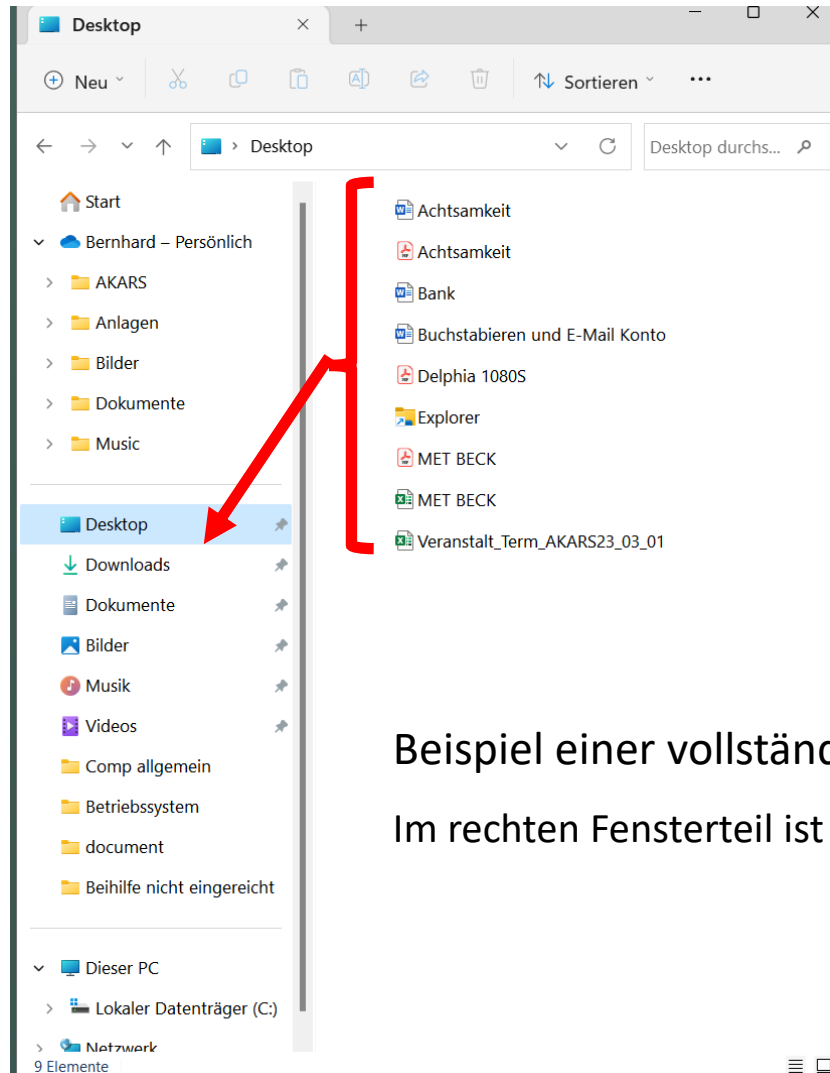 Desktop
Neu
Sortieren
Desktop
Desktop durchs...
Start
Bernhard – Persönlich
AKARS
Anlagen
Bilder
Dokumente
Music
Desktop
Downloads
Dokumente
Bilder
Musik
Videos
Comp allgemein
Betriebssystem
document
Beihilfe nicht eingereicht
Dieser PC
Lokaler Datenträger (C:)
Netzwerk
9 Elemente
Achtsamkeit
Achtsamkeit
Bank
Buchstabieren und E-Mail Konto
Delphia 1080S
Explorer
MET BECK
MET BECK
Veranstalt_Term_AKARS23_03_01
Beispiel einer vollständ
Im rechten Fensterteil ist